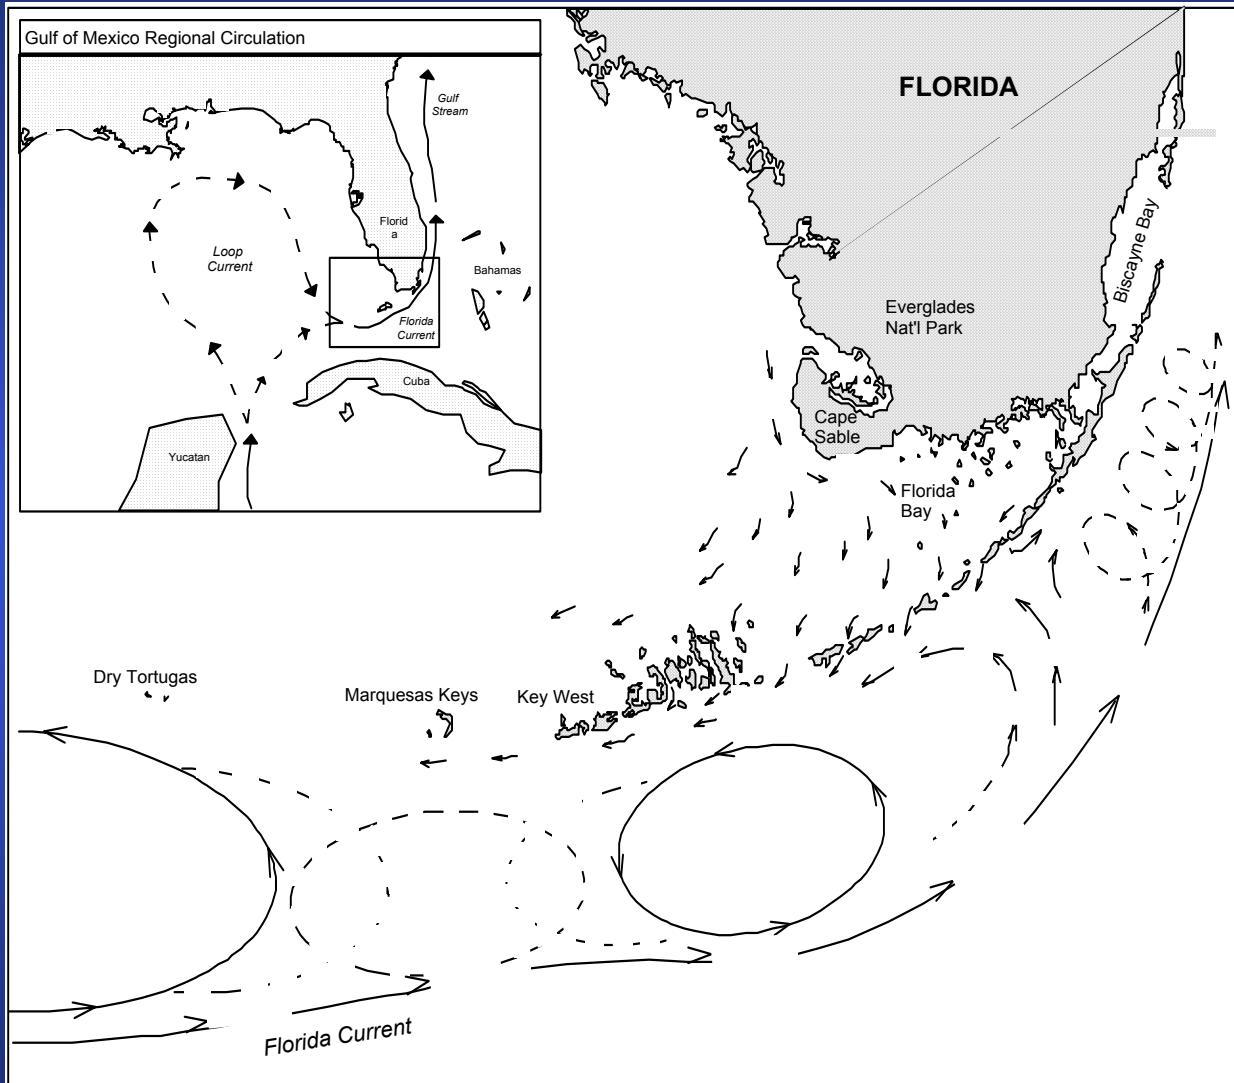 Gulf of Mexico Regional Circulation
Gulf
Stream
Florid
a
Loop
Current
Bahamas
Florida
Current
Cuba
Yucatan
FLORIDA
Biscayne Bay
Everglades
Nat'l Park
Cape
Sable
Florida
Bay
Dry Tortugas
Marquesas Keys
Key West
Florida Current